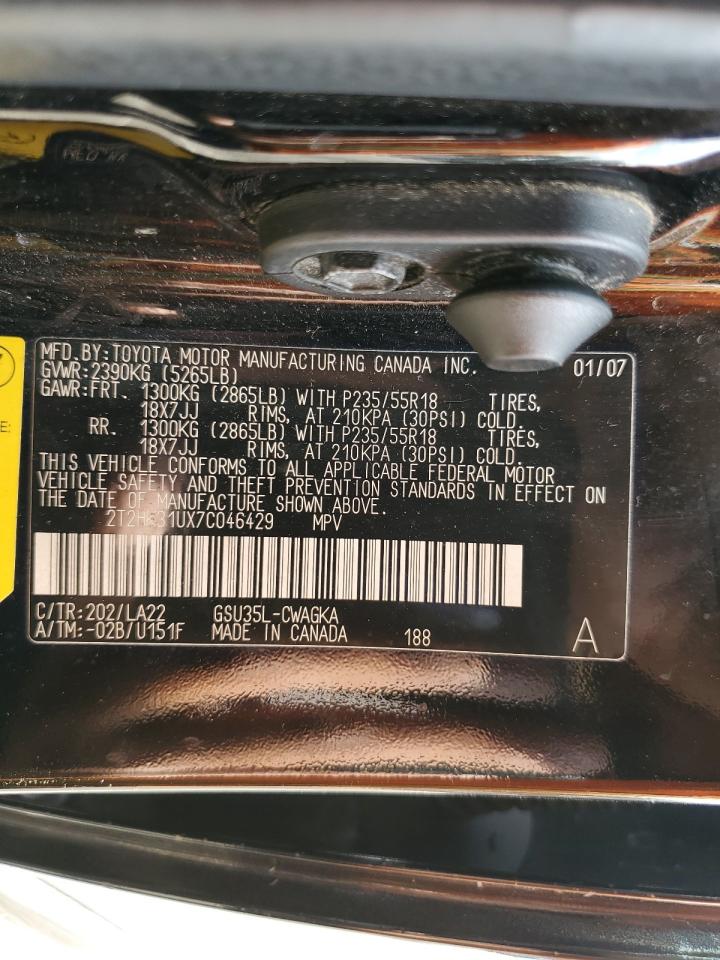 MFD.BY:TOYOTA MOTOR MANUFACTURING CANADA INC. 01/07
GVWR:2390KG (5265LB)
GAWR:FRT. 1300KG (2865LB) WITH P235/55R18 TIRES,
18X7JJ RIMS, AT 210KPA (30PSI) COLD.
RR. 1300KG (2865LB) WITH P235/55R18 TIRES,
18X7JJ RIMS, AT 210KPA (30PSI) COLD.
THIS VEHICLE CONFORMS TO ALL APPLICABLE FEDERAL MOTOR
VEHICLE SAFETY AND THEFT PREVENTION STANDARDS IN EFFECT ON
THE DATE OF MANUFACTURE SHOWN ABOVE.
MPV
C/TR:202/LA22 GSU35L-CWAGKA
A/TM:-02B/U151F MADE IN CANADA 188 A